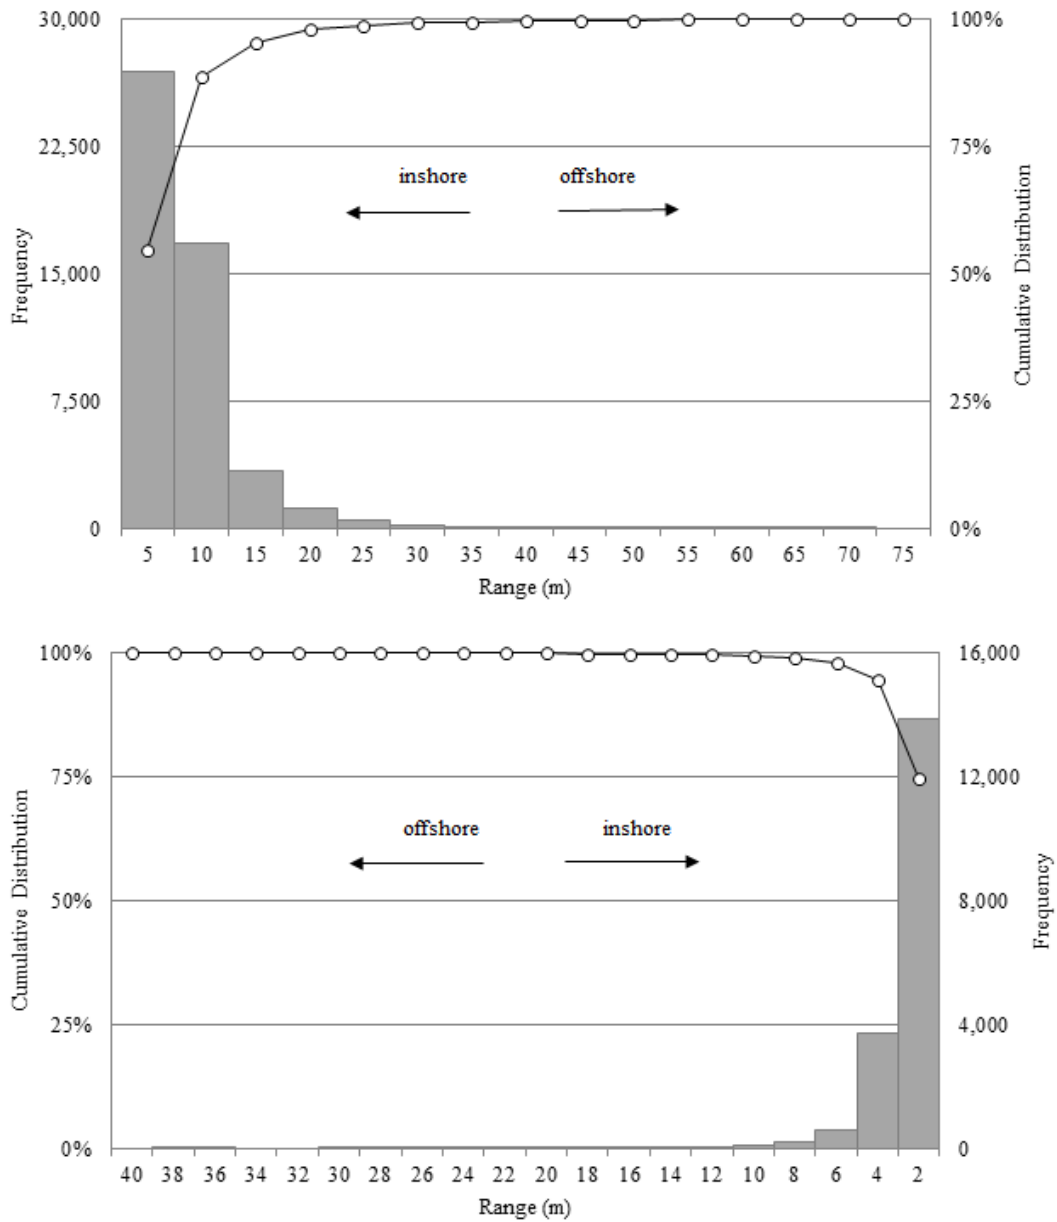 30,000
100%
22,500
75%
inshore
offshore
15,000
50%
Frequency
Cumulative Distribution
7,500
25%
0
0%
5 10 15 20 25 30 35 40 45 50 55 60 65 70 75
Range (m)
100%
16,000
75%
12,000
offshore
inshore
50%
8,000
Cumulative Distribution
Frequency
25%
4,000
0%
0
40 38 36 34 32 30 28 26 24 22 20 18 16 14 12 10 8 6 4 2
Range (m)